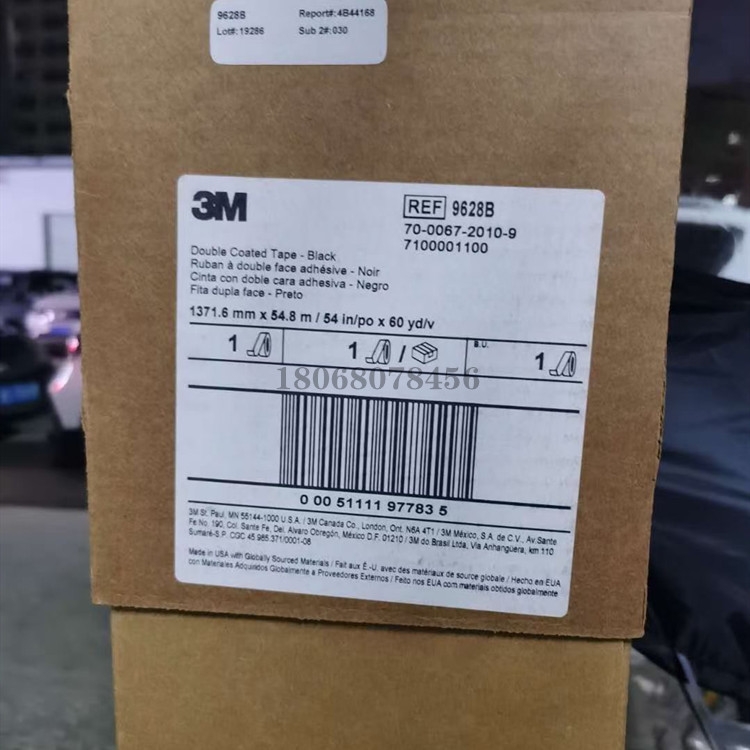 9628B Report#: 4B44168
Lot#: 19286 Sub 2#: 030
3M
REF 9628B
70-0067-2010-9
7100001100
Double Coated Tape - Black
Ruban à double face adhésive - Noir
Cinta con doble cara adhesiva - Negro
Fita dupla face - Preto
1371.6 mm x 54.8 m / 54 in/po x 60 yd/v
1 1 / B.U. 1
18068078456
0 00 51111 97783 5
3M St. Paul, MN 55144-1000 U.S.A. / 3M Canada Co., London, Ont. N6A 4T1 / 3M México, S.A. de C.V., Av. Sante
Fe No. 190, Col. Sante Fe, Del. Alvaro Obregón, México D.F. 01210 / 3M do Brasil Ltda, Via Anhanguera, km 110
Sumaré-S.P. CGC 45.985.371/0001-08
Made in USA with Globally Sourced Materials / Fait aux É.-U. avec des matériaux de source globale / Hecho en EUA
con Materiales Adquiridos Globalmente a Proveedores Externos / Feito nos EUA com materiais obtidos globalmente